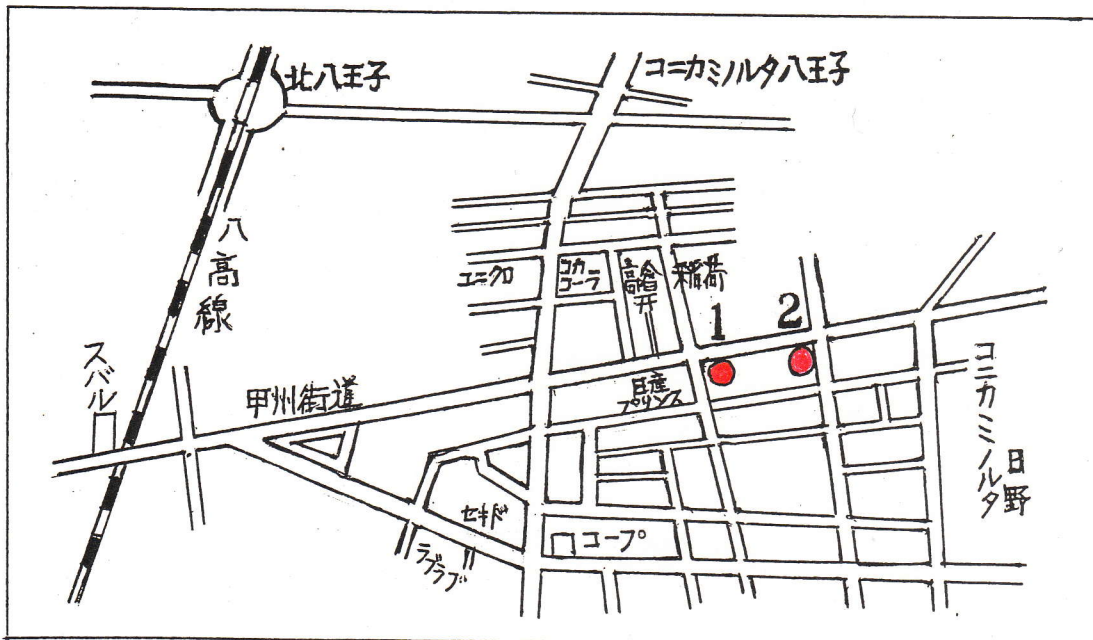 北八王子
コニカミノルタ八王子
八高線
ユニクロ
コカ
コーラ
高倉
稲荷
1
2
スバル
甲州街道
日産
プリンス
コニカミノルタ
日野
セキド
ラブラブ
コープ